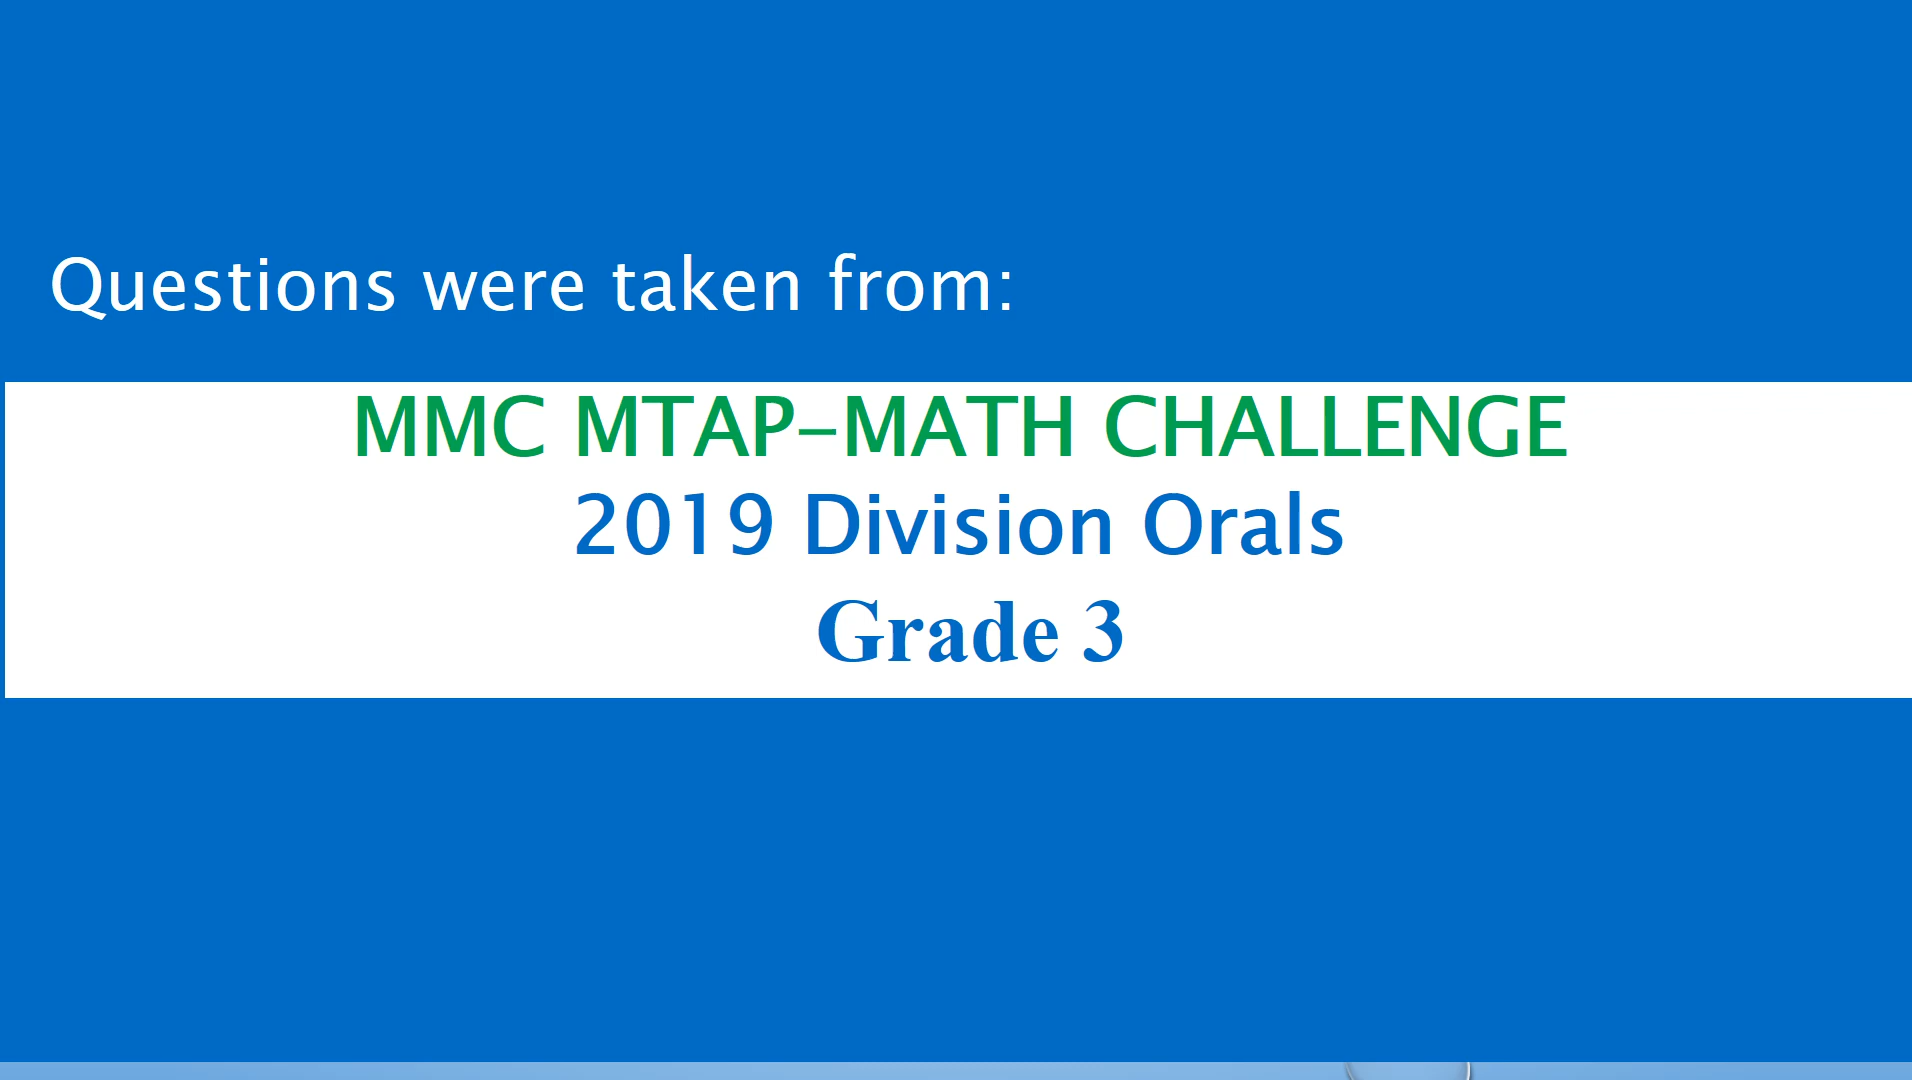 Questions were taken from:
MMC MTAP-MATH CHALLENGE
2019 Division Orals
Grade 3